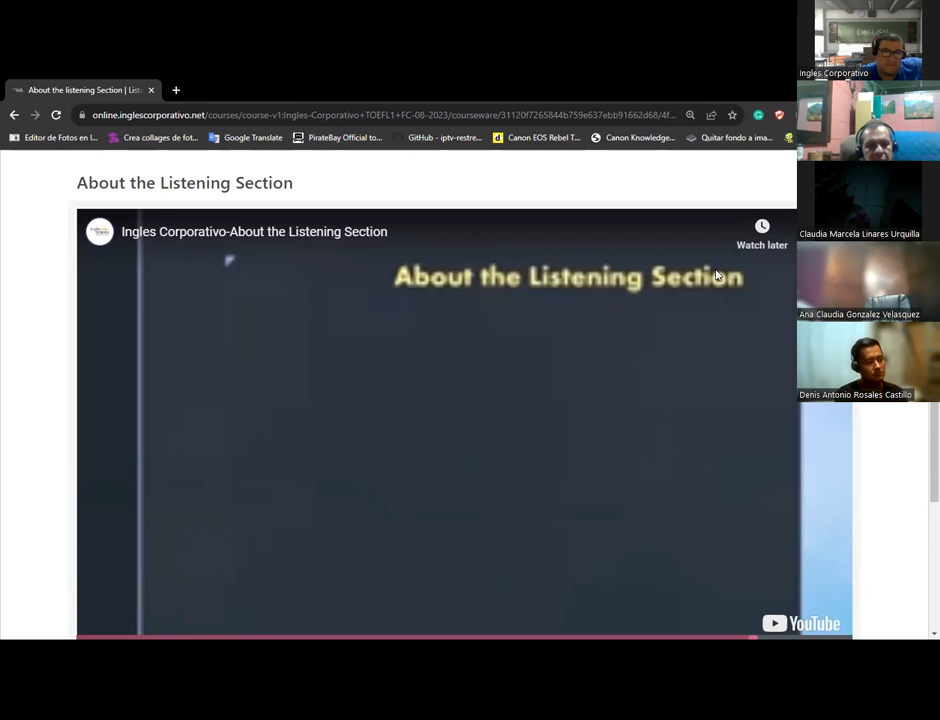 About the listening Section | List
online.inglescorporativo.net/courses/course-v1:Ingles-Corporativo+TOEFL1+FC-08-2023/courseware/31120f7265844b759e637ebb91662d68/4f...
Editor de Fotos en l...
Crea collages de fot...
Google Translate
PirateBay Official to...
GitHub - iptv-restre...
Canon EOS Rebel T...
Canon Knowledge...
Quitar fondo a ima...
About the Listening Section
Ingles Corporativo-About the Listening Section
Watch later
About the Listening Section
YouTube
ENGLISH
Ingles Corporativo
Claudia Marcela Linares Urquilla
Ana Claudia Gonzalez Velasquez
Denis Antonio Rosales Castillo